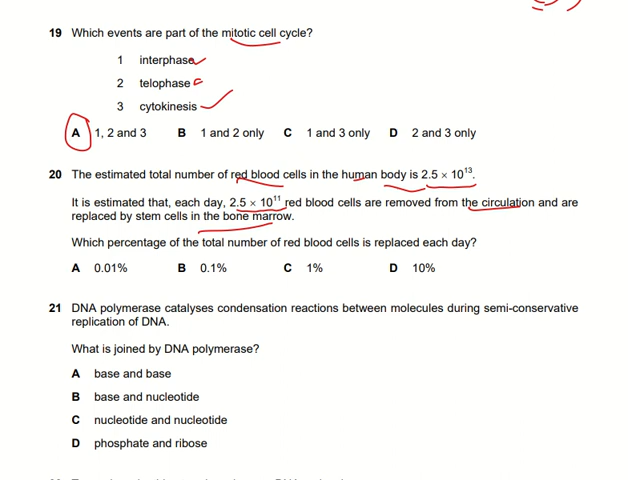 19 Which events are part of the mitotic cell cycle?
1 interphase
2 telophase
3 cytokinesis
A 1, 2 and 3 B 1 and 2 only C 1 and 3 only D 2 and 3 only
20 The estimated total number of red blood cells in the human body is 2.5 × 10¹³.
It is estimated that, each day, 2.5 × 10¹¹ red blood cells are removed from the circulation and are
replaced by stem cells in the bone marrow.
Which percentage of the total number of red blood cells is replaced each day?
A 0.01% B 0.1% C 1% D 10%
21 DNA polymerase catalyses condensation reactions between molecules during semi-conservative
replication of DNA.
What is joined by DNA polymerase?
A base and base
B base and nucleotide
C nucleotide and nucleotide
D phosphate and ribose